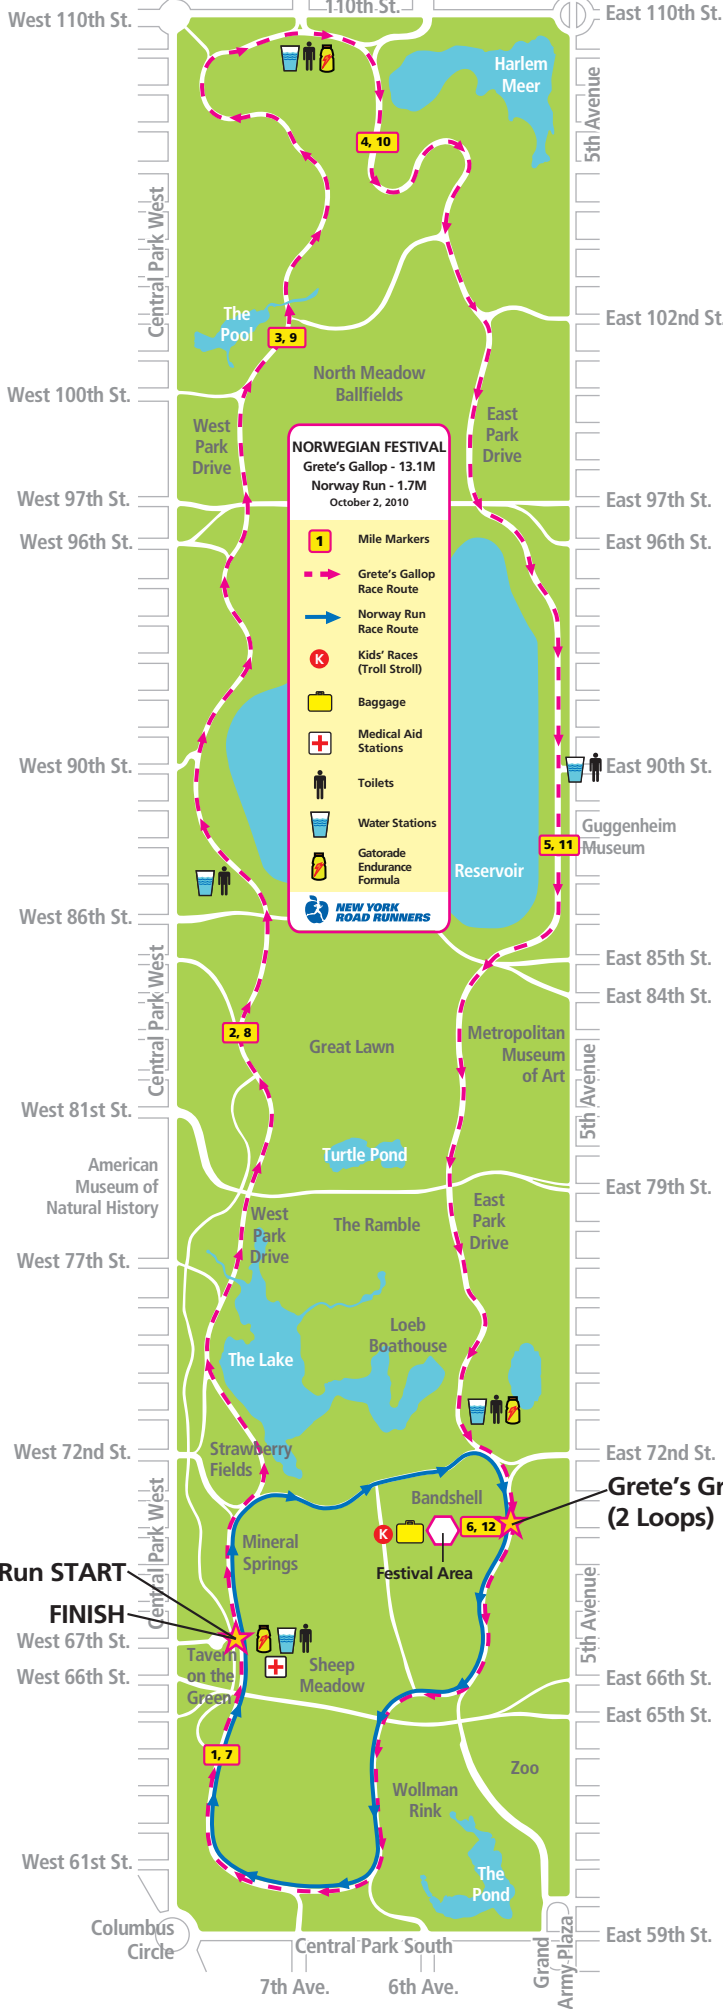 110th St.
West 110th St.
East 110th St.
Harlem
Meer
5th Avenue
4, 10
Central Park West
The
Pool
East 102nd St.
3, 9
North Meadow
Ballfields
West 100th St.
West
Park
Drive
East
Park
Drive
NORWEGIAN FESTIVAL
Grete's Gallop - 13.1M
Norway Run - 1.7M
October 2, 2010
West 97th St.
East 97th St.
West 96th St.
East 96th St.
1
Mile Markers
Grete's Gallop
Race Route
Norway Run
Race Route
K
Kids' Races
(Troll Stroll)
Baggage
Medical Aid
Stations
Toilets
Water Stations
Gatorade
Endurance
Formula
NEW YORK
ROAD RUNNERS
West 90th St.
East 90th St.
Guggenheim
Museum
5, 11
Reservoir
West 86th St.
East 85th St.
East 84th St.
Central Park West
2, 8
Great Lawn
Metropolitan
Museum
of Art
5th Avenue
West 81st St.
Turtle Pond
American
Museum of
Natural History
East 79th St.
West
Park
Drive
The Ramble
East
Park
Drive
West 77th St.
Loeb
Boathouse
The Lake
West 72nd St.
Strawberry
Fields
East 72nd St.
Grete's Gr
(2 Loops)
Bandshell
6, 12
K
Festival Area
Central Park West
Mineral
Springs
Run START
FINISH
5th Avenue
West 67th St.
Tavern
on the
Green
Sheep
Meadow
West 66th St.
East 66th St.
East 65th St.
1, 7
Zoo
Wollman
Rink
West 61st St.
The
Pond
Columbus
Circle
Central Park South
Grand
Army Plaza
East 59th St.
7th Ave.
6th Ave.